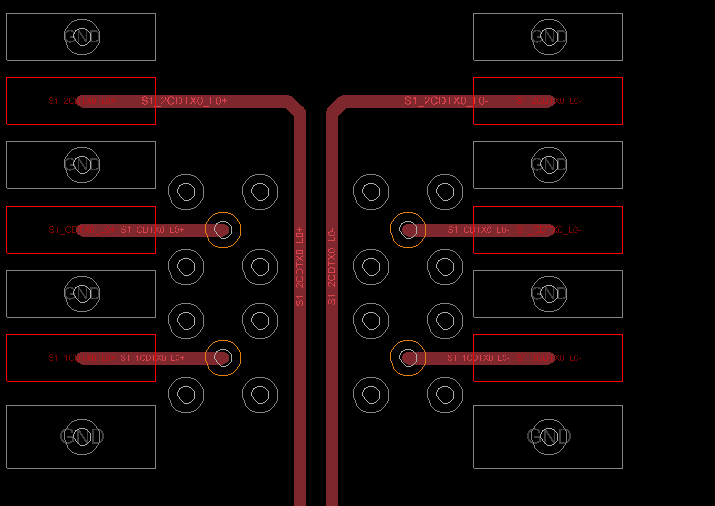 GND
GND
S1_2CDTX0_L0+
S1_2CDTX0_L0-
GND
GND
S1_CDTX0_L0+
S1_CDTX0_L0-
S1_2CDTX0_L0+
S1_2CDTX0_L0-
GND
GND
S1_1CDTX0_L0+
S1_1CDTX0_L0-
GND
GND